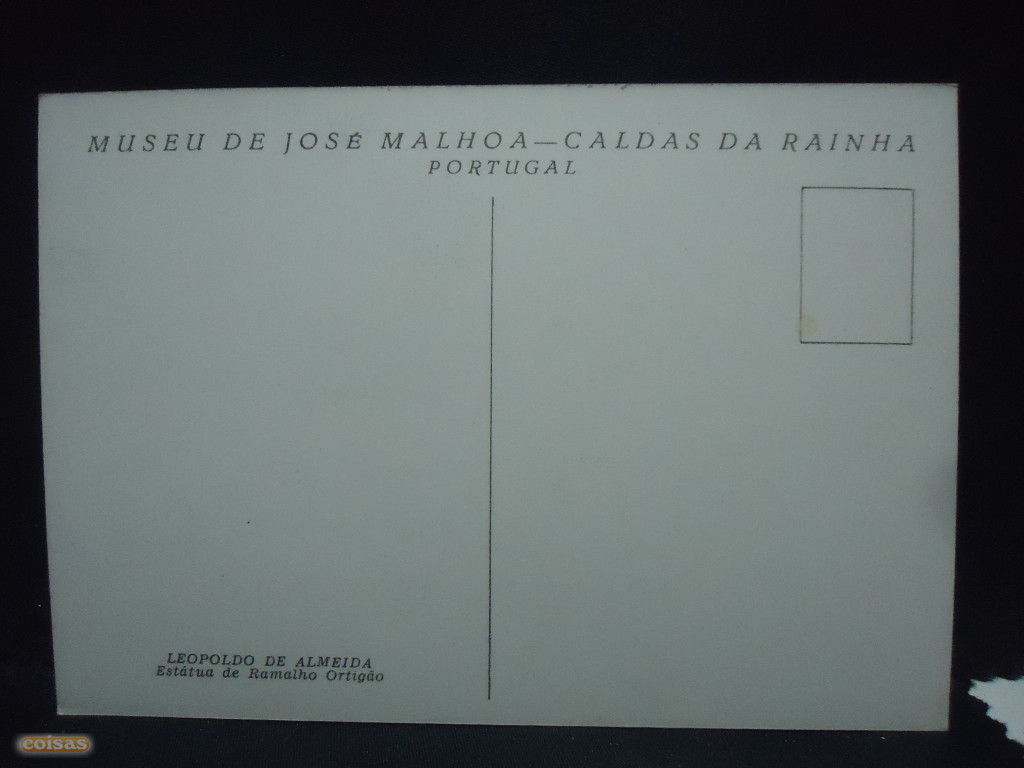 MUSEU DE JOSÉ MALHOA—CALDAS DA RAINHA
PORTUGAL
LEOPOLDO DE ALMEIDA
Estátua de Ramalho Ortigão
coisas